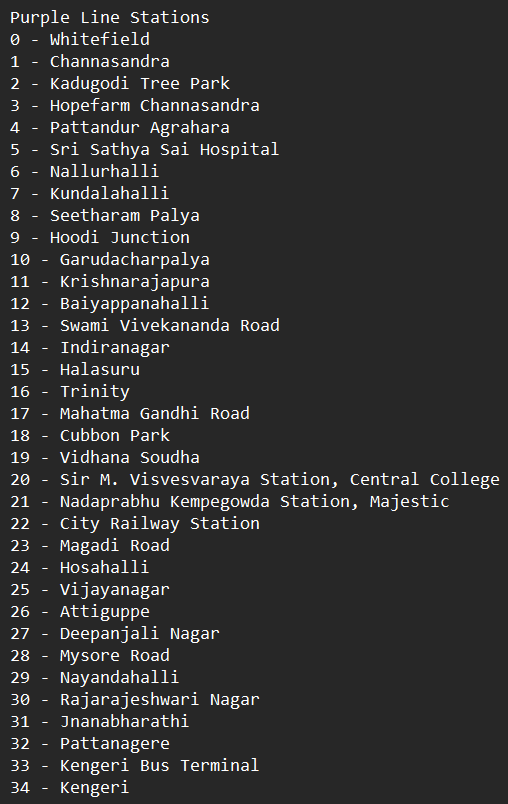 Purple Line Stations
0 - Whitefield
1 - Channasandra
2 - Kadugodi Tree Park
3 - Hopefarm Channasandra
4 - Pattandur Agrahara
5 - Sri Sathya Sai Hospital
6 - Nallurhalli
7 - Kundalahalli
8 - Seetharam Palya
9 - Hoodi Junction
10 - Garudacharpalya
11 - Krishnarajapura
12 - Baiyappanahalli
13 - Swami Vivekananda Road
14 - Indiranagar
15 - Halasuru
16 - Trinity
17 - Mahatma Gandhi Road
18 - Cubbon Park
19 - Vidhana Soudha
20 - Sir M. Visvesvaraya Station, Central College
21 - Nadaprabhu Kempegowda Station, Majestic
22 - City Railway Station
23 - Magadi Road
24 - Hosahalli
25 - Vijayanagar
26 - Attiguppe
27 - Deepanjali Nagar
28 - Mysore Road
29 - Nayandahalli
30 - Rajarajeshwari Nagar
31 - Jnanabharathi
32 - Pattanagere
33 - Kengeri Bus Terminal
34 - Kengeri